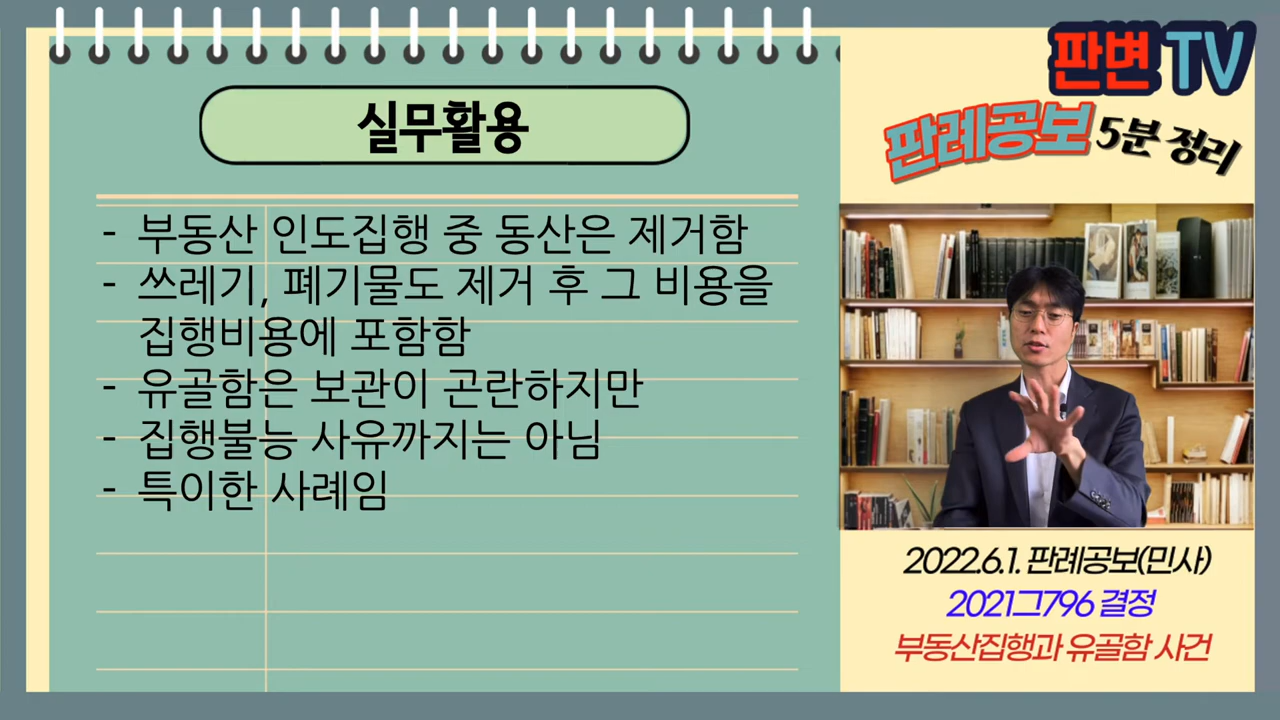 판변 TV
판례공보 5분 정리
실무활용
- 부동산 인도집행 중 동산은 제거함
- 쓰레기, 폐기물도 제거 후 그 비용을
집행비용에 포함함
- 유골함은 보관이 곤란하지만
- 집행불능 사유까지는 아님
- 특이한 사례임
2022.6.1. 판례공보(민사)
2021그796 결정
부동산집행과 유골함 사건